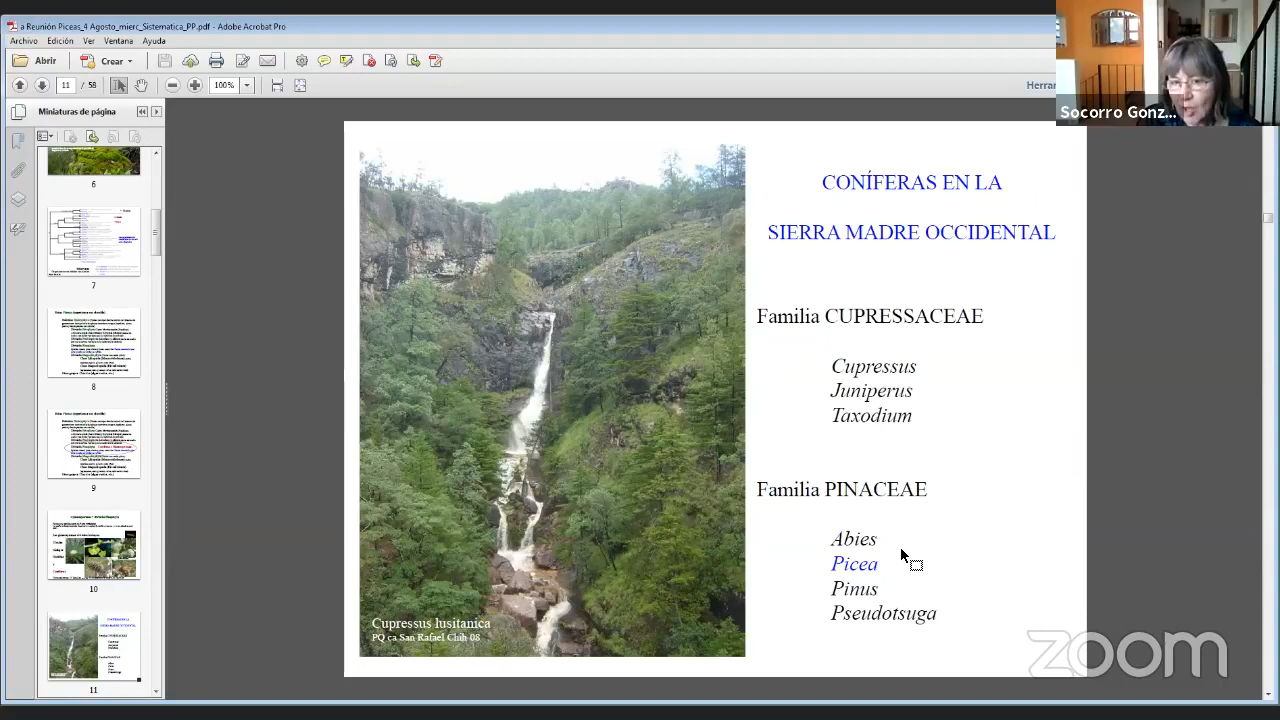 a Reunión Piceas_4 Agosto_mierc_Sistematica_PP.pdf - Adobe Acrobat Pro
Archivo Edición Ver Ventana Ayuda
Abrir Crear
11 / 58 100% Herrar
Miniaturas de página
6
7
8
9
10
11
CONÍFERAS EN LA
SIERRA MADRE OCCIDENTAL
Familia CUPRESSACEAE
Cupressus
Juniperus
Taxodium
Familia PINACEAE
Abies
Picea
Pinus
Pseudotsuga
Cupressus lusitanica
PQ ca San Rafael Chih 08
Socorro Gonz...
zoom